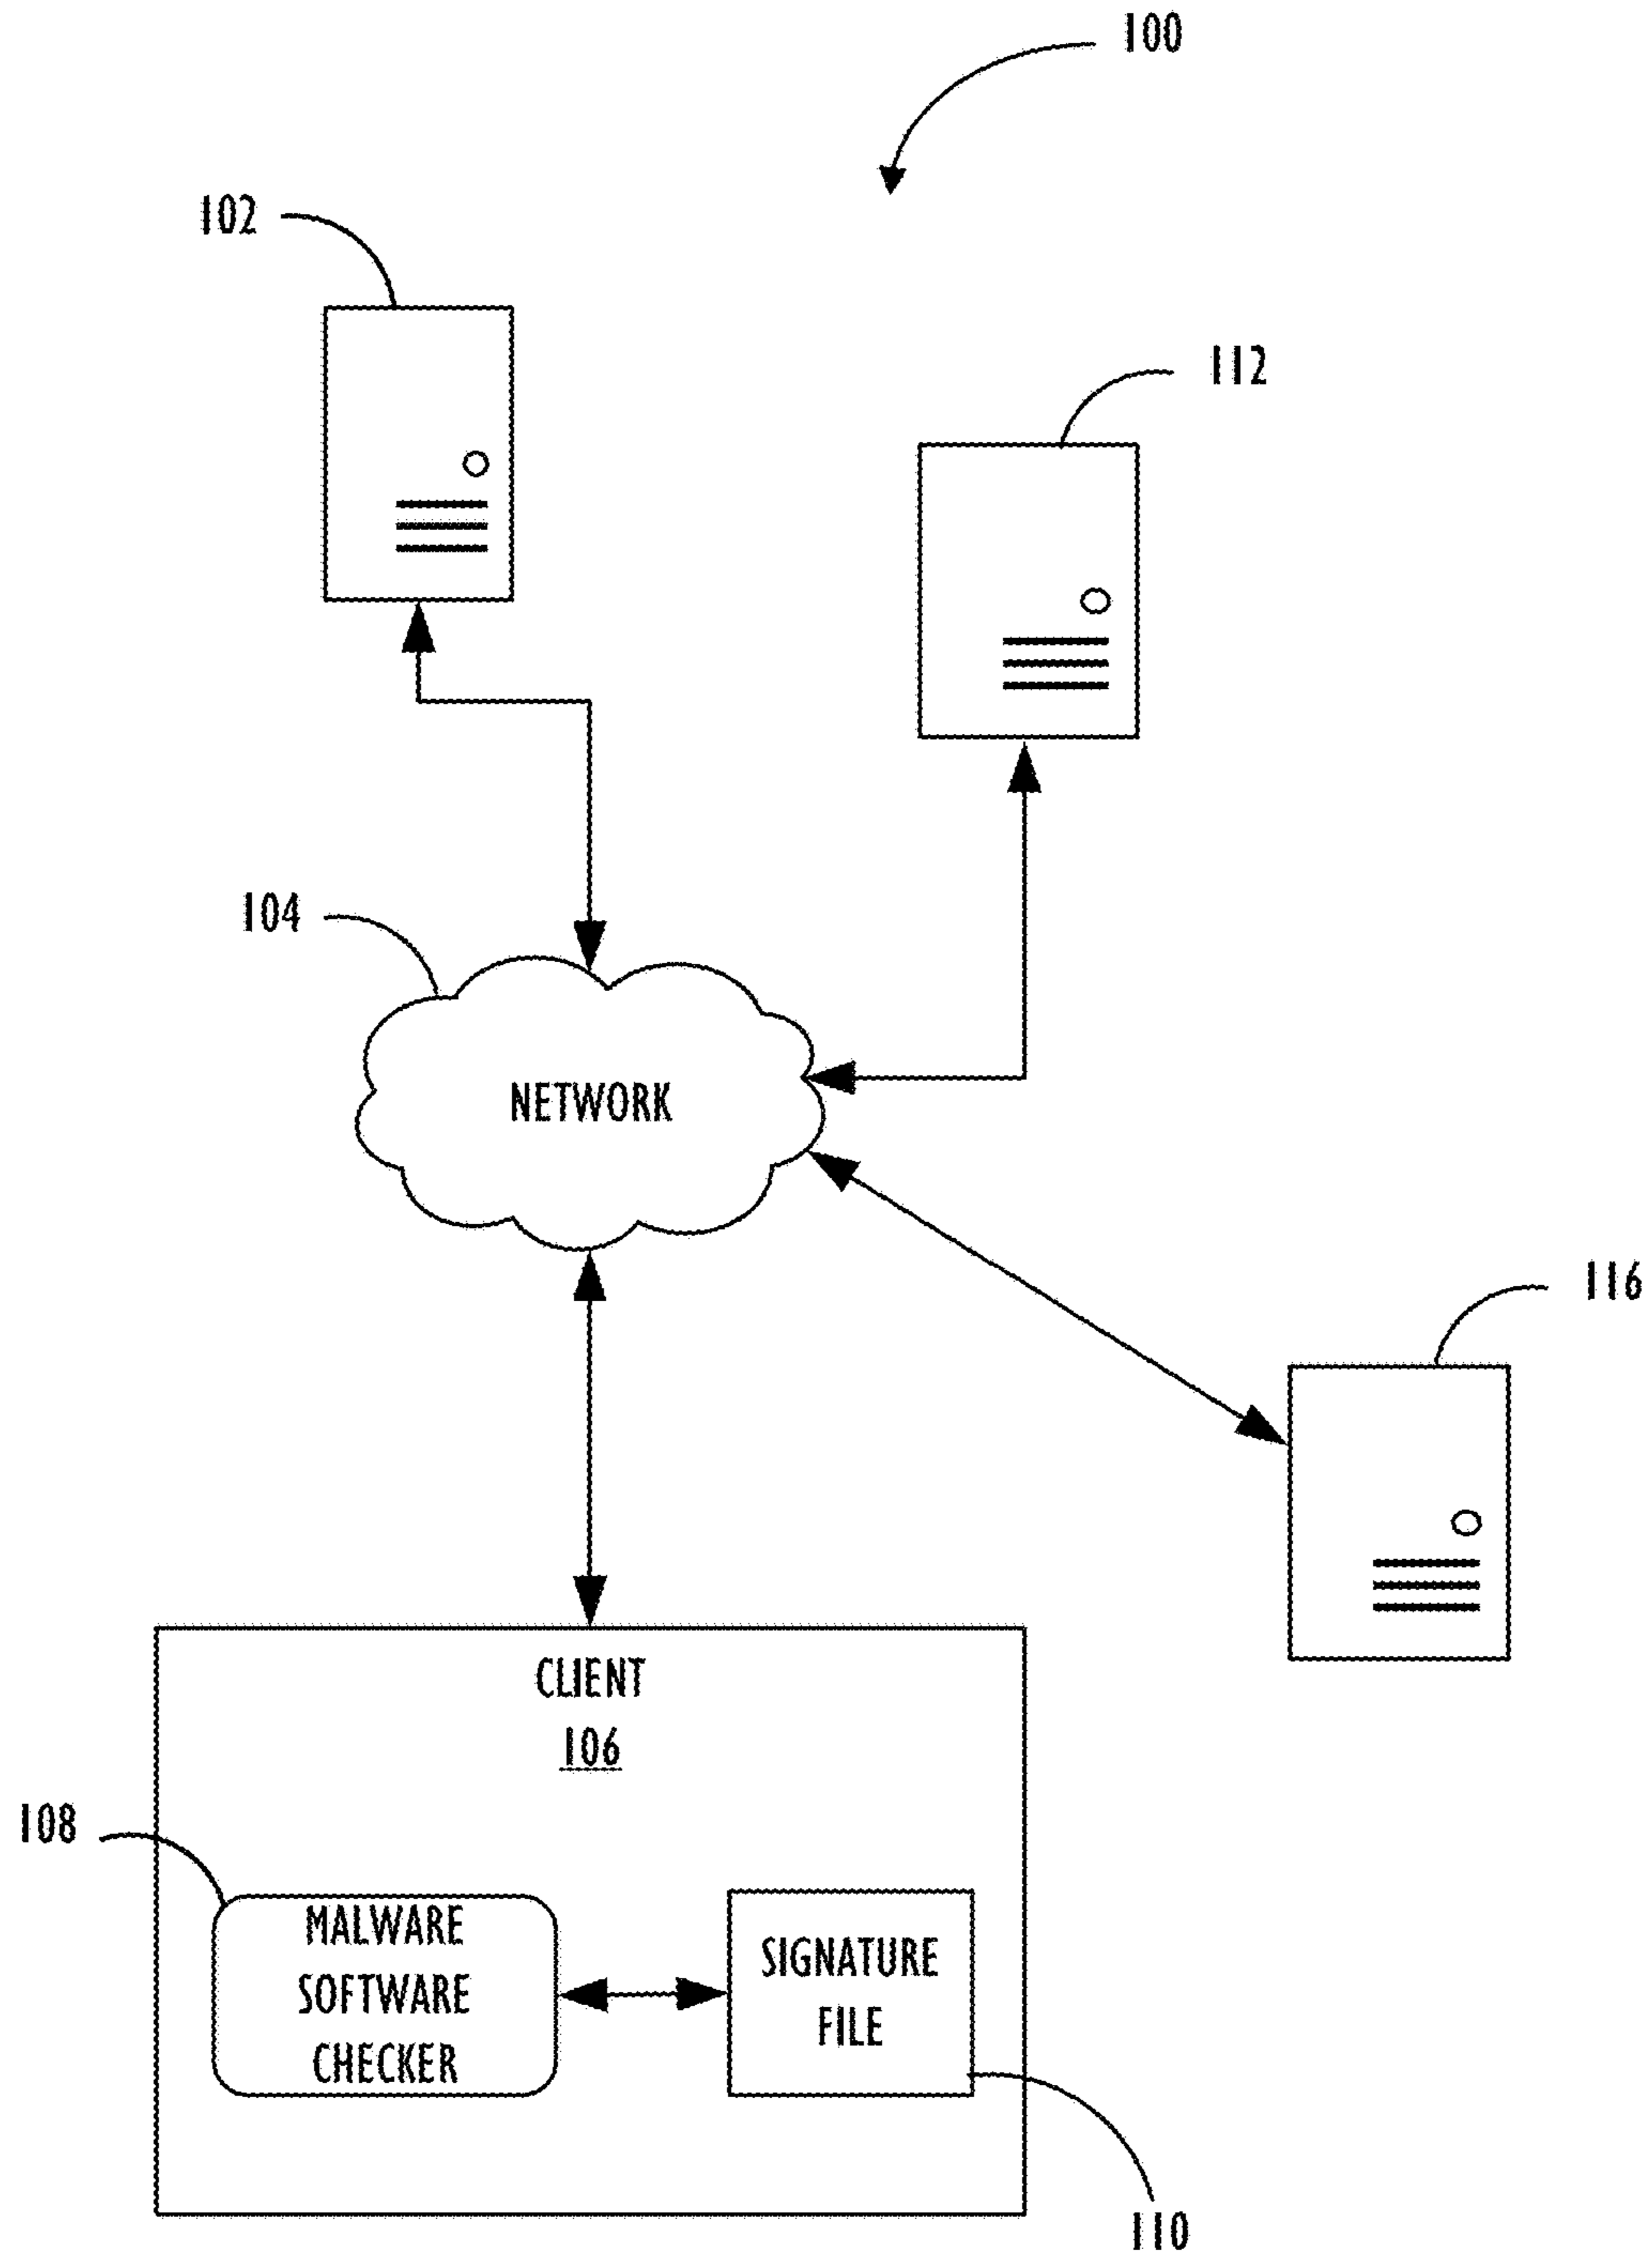 100
102
112
104
NETWORK
116
CLIENT
106
108
MALWARE
SOFTWARE
CHECKER
SIGNATURE
FILE
110